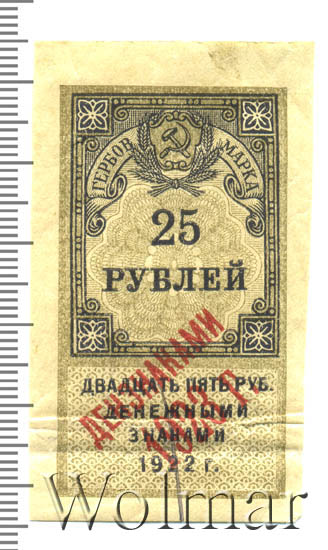 ГЕРБОВ. МАРКА
25
РУБЛЕЙ
ДЕНЗНАКАМИ
1923 г.
ДВАДЦАТЬ ПЯТЬ РУБ.
ДЕНЕЖНЫМИ
ЗНАКАМИ
1922 г.
Wolmar